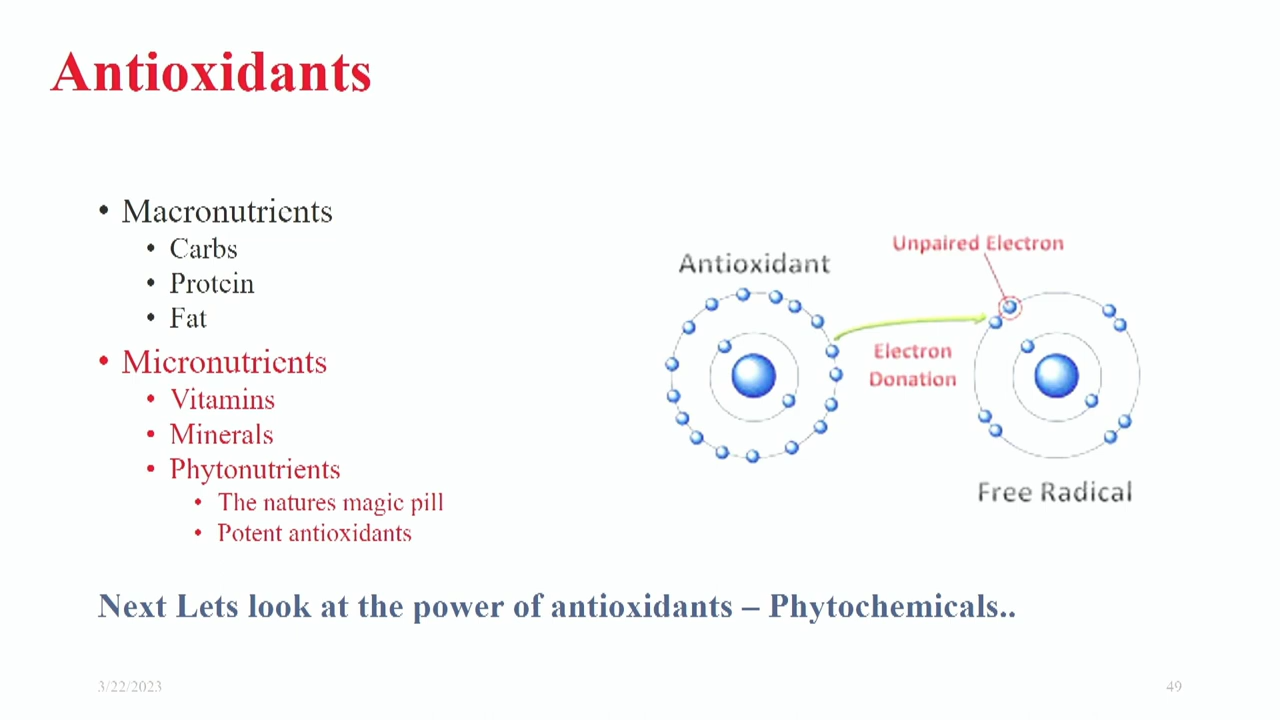 Antioxidants
• Macronutrients
• Carbs
• Protein
• Fat
• Micronutrients
• Vitamins
• Minerals
• Phytonutrients
• The natures magic pill
• Potent antioxidants
Unpaired Electron
Antioxidant
Electron
Donation
Free Radical
Next Lets look at the power of antioxidants – Phytochemicals..
3/22/2023
49